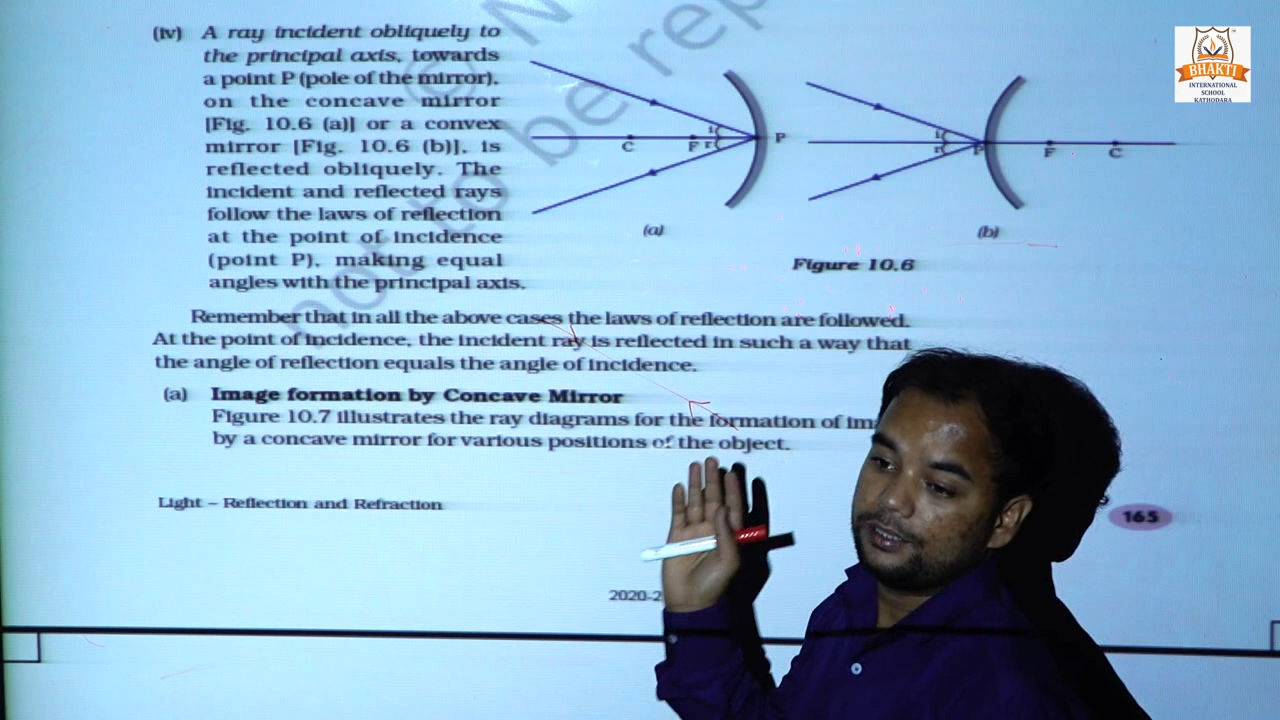 (iv) A ray incident obliquely to
the principal axis, towards
a point P (pole of the mirror),
on the concave mirror
[Fig. 10.6 (a)] or a convex
mirror [Fig. 10.6 (b)], is
reflected obliquely. The
incident and reflected rays
follow the laws of reflection
at the point of incidence
(point P), making equal
angles with the principal axis.
C F i r P
(a)
i r P F C
(b)
Figure 10.6
Remember that in all the above cases the laws of reflection are followed.
At the point of incidence, the incident ray is reflected in such a way that
the angle of reflection equals the angle of incidence.
(a) Image formation by Concave Mirror
Figure 10.7 illustrates the ray diagrams for the formation of im
by a concave mirror for various positions of the object.
Light – Reflection and Refraction
165
2020-2
not to be rep
© N
BHAKTI
INTERNATIONAL
SCHOOL
KATHODARA